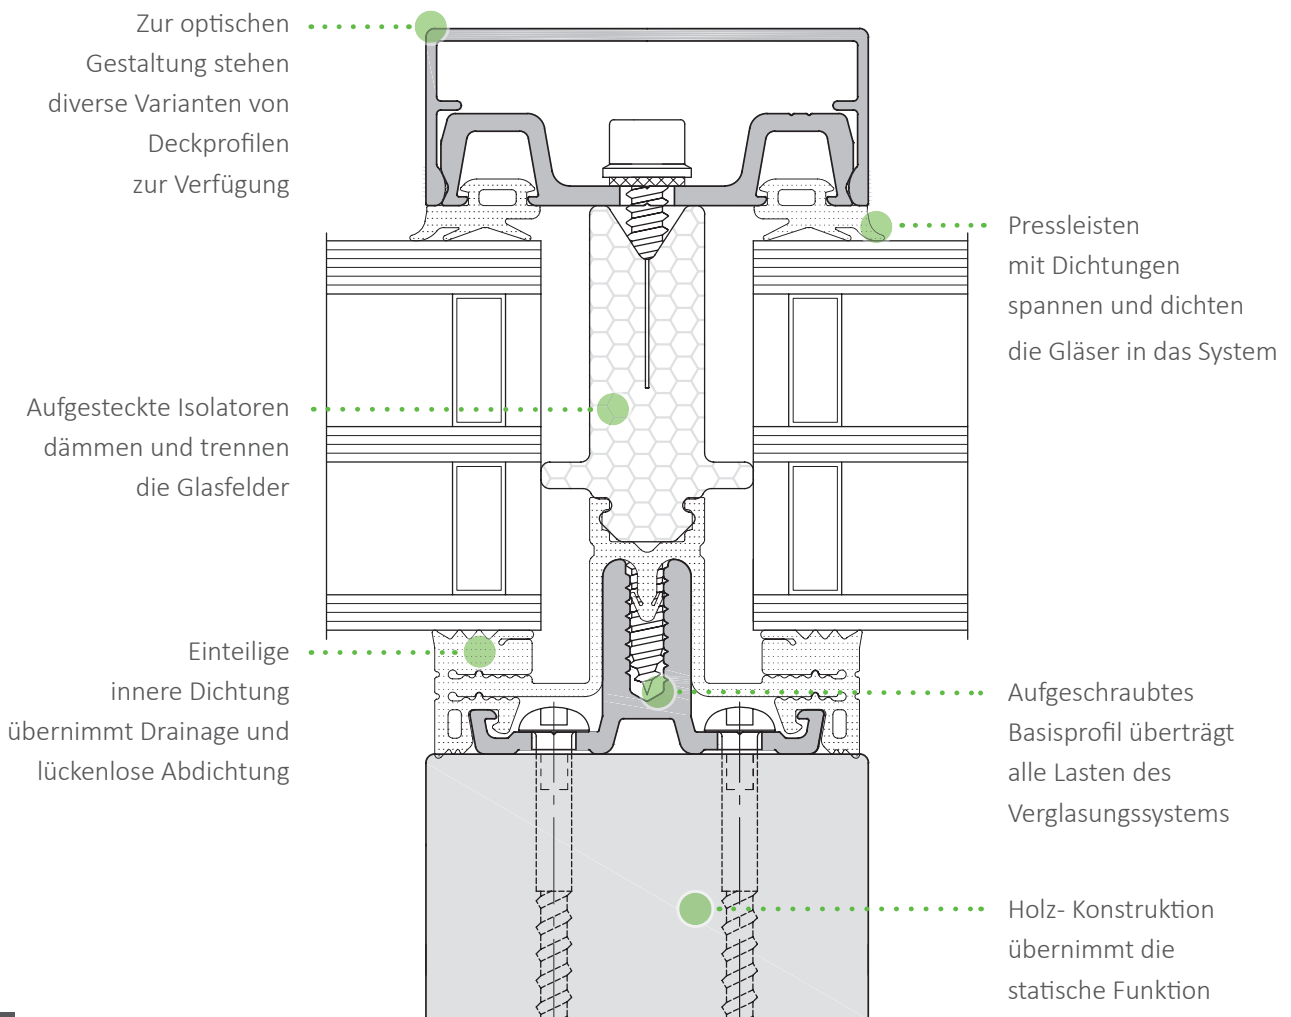 Zur optischen
Gestaltung stehen
diverse Varianten von
Deckprofilen
zur Verfügung
Pressleisten
mit Dichtungen
spannen und dichten
die Gläser in das System
Aufgesteckte Isolatoren
dämmen und trennen
die Glasfelder
Einteilige
innere Dichtung
übernimmt Drainage und
lückenlose Abdichtung
Aufgeschraubtes
Basisprofil überträgt
alle Lasten des
Verglasungssystems
Holz- Konstruktion
übernimmt die
statische Funktion